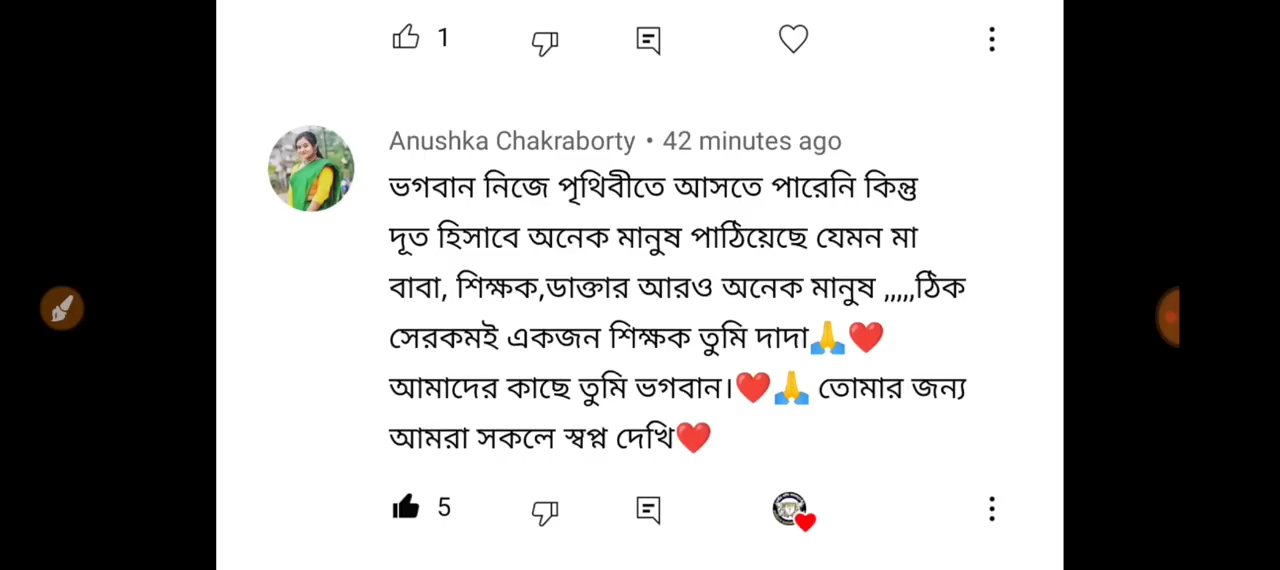 1
Anushka Chakraborty • 42 minutes ago
ভগবান নিজে পৃথিবীতে আসতে পারেনি কিন্তু
দূত হিসাবে অনেক মানুষ পাঠিয়েছে যেমন মা
বাবা, শিক্ষক,ডাক্তার আরও অনেক মানুষ ,,,,,ঠিক
সেরকমই একজন শিক্ষক তুমি দাদা🙏❤️
আমাদের কাছে তুমি ভগবান।❤️🙏 তোমার জন্য
আমরা সকলে স্বপ্ন দেখি❤️
5